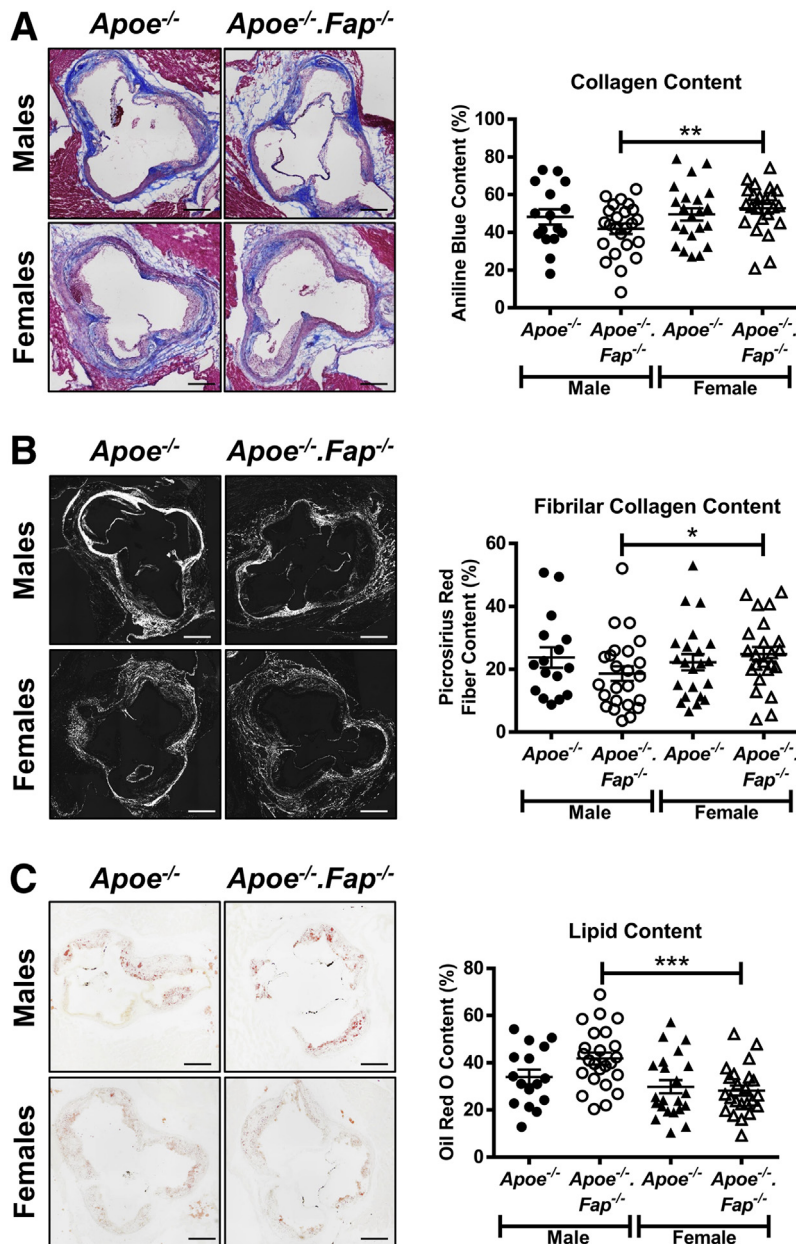 A
Apoe-/-
Apoe-/-.Fap-/-
Males
Females
Collagen Content
Aniline Blue Content (%)
100
80
60
40
20
0
**
Apoe-/-
Apoe-/-.
Fap-/-
Apoe-/-
Apoe-/-.
Fap-/-
Male
Female
B
Apoe-/-
Apoe-/-.Fap-/-
Males
Females
Fibrilar Collagen Content
Picrosirius Red
Fiber Content (%)
60
40
20
0
*
Apoe-/-
Apoe-/-.
Fap-/-
Apoe-/-
Apoe-/-.
Fap-/-
Male
Female
C
Apoe-/-
Apoe-/-.Fap-/-
Males
Females
Lipid Content
Oil Red O Content (%)
80
60
40
20
0
***
Apoe-/-
Apoe-/-.
Fap-/-
Apoe-/-
Apoe-/-.
Fap-/-
Male
Female